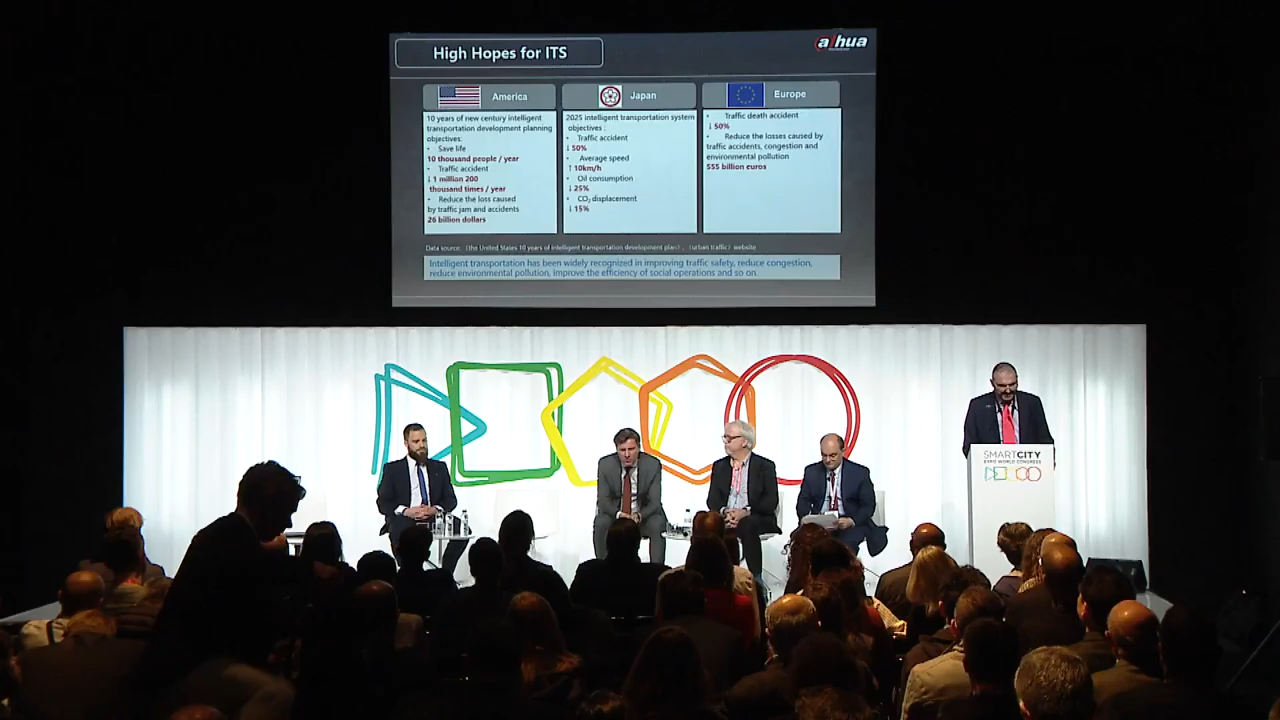 High Hopes for ITS
alhua
America
10 years of new century intelligent
transportation development planning
objectives:
• Save life
10 thousand people / year
• Traffic accident
↓ 1 million 200
thousand times / year
• Reduce the loss caused
by traffic jam and accidents
26 billion dollars
Japan
2025 intelligent transportation system
objectives :
• Traffic accident
↓ 50%
• Average speed
↑ 10km/h
• Oil consumption
↓ 25%
• CO₂ displacement
↓ 15%
Europe
• Traffic death accident
↓ 50%
• Reduce the losses caused by
traffic accidents, congestion and
environmental pollution
555 billion euros
Data source: (the United States 10 years of intelligent transportation development plan) , (urban traffic) website
Intelligent transportation has been widely recognized in improving traffic safety, reduce congestion,
reduce environmental pollution, improve the efficiency of social operations and so on.
SMARTCITY
EXPO WORLD CONGRESS